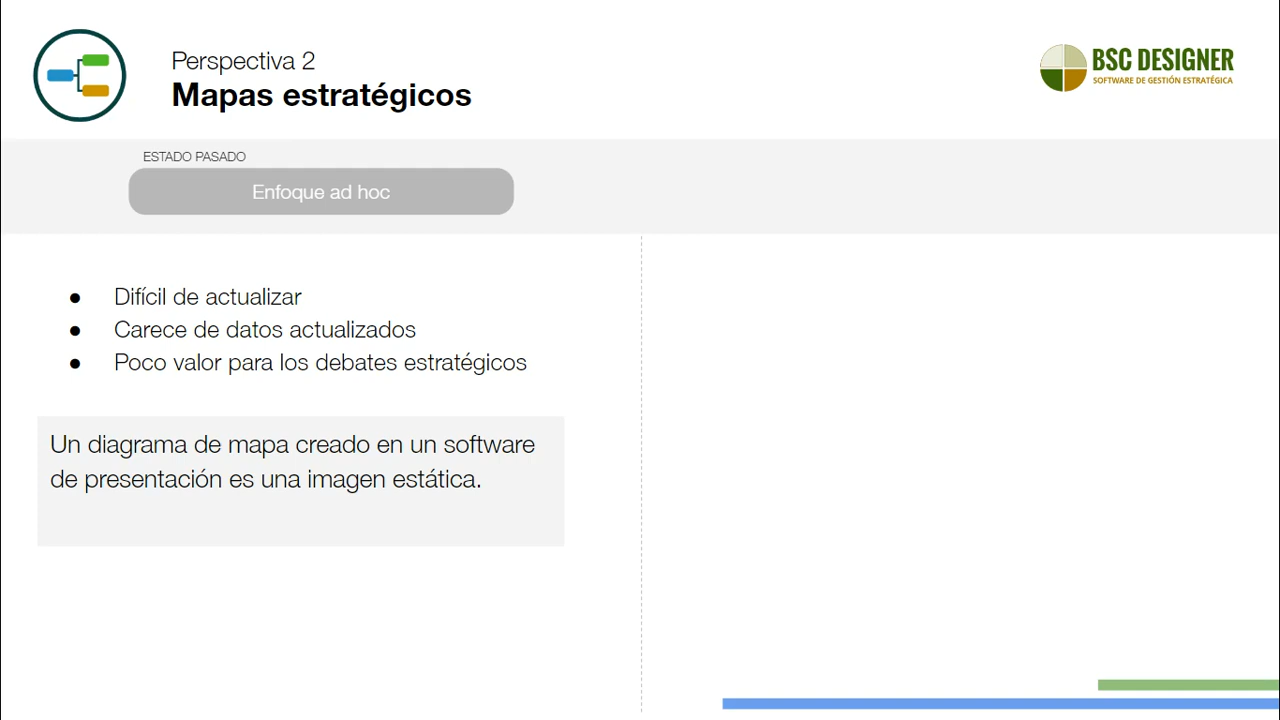 Perspectiva 2
Mapas estratégicos
BSC DESIGNER
SOFTWARE DE GESTIÓN ESTRATÉGICA
ESTADO PASADO
Enfoque ad hoc
● Difícil de actualizar
● Carece de datos actualizados
● Poco valor para los debates estratégicos
Un diagrama de mapa creado en un software
de presentación es una imagen estática.